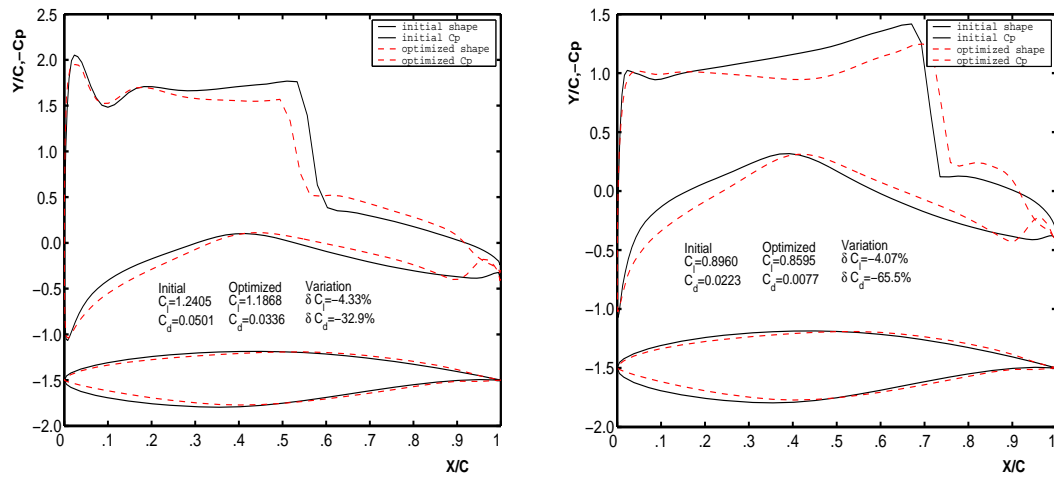 initial shape
initial Cp
optimized shape
optimized Cp
Y/C,−Cp
2.5
2.0
1.5
1.0
0.5
0.0
−0.5
−1.0
−1.5
−2.0
Initial Optimized Variation
C_l=1.2405 C_l=1.1868 δ C_l=−4.33%
C_d=0.0501 C_d=0.0336 δ C_d=−32.9%
0 .1 .2 .3 .4 .5 .6 .7 .8 .9 1
X/C
initial shape
initial Cp
optimized shape
optimized Cp
Y/C,−Cp
1.5
1.0
0.5
0.0
−0.5
−1.0
−1.5
−2.0
Initial Optimized Variation
C_l=0.8960 C_l=0.8595 δ C_l=−4.07%
C_d=0.0223 C_d=0.0077 δ C_d=−65.5%
0 .1 .2 .3 .4 .5 .6 .7 .8 .9 1
X/C